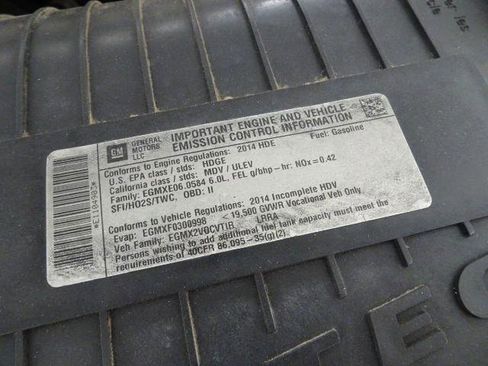 GM
GENERAL MOTORS LLC
IMPORTANT ENGINE AND VEHICLE
EMISSION CONTROL INFORMATION
Conforms to Engine Regulations: 2014 HDE
Fuel: Gasoline
U.S. EPA class / stds: HDGE
California class / stds: MDV / ULEV
Family: EGMXE06.0584 6.0L, FEL g/bhp-hr: NOx=0.42
SFI/HO2S/TWC, OBD: II
Conforms to Vehicle Regulations: 2014 Incomplete HDV
Evap: EGMXF0300998 < 19,500 GVWR Vocational Veh Only
Veh Family: EGMX2VOCVTIR LRRA
Persons wishing to add fuel tank capacity must meet the
requirements of 40CFR 86.095-35(g)(2).